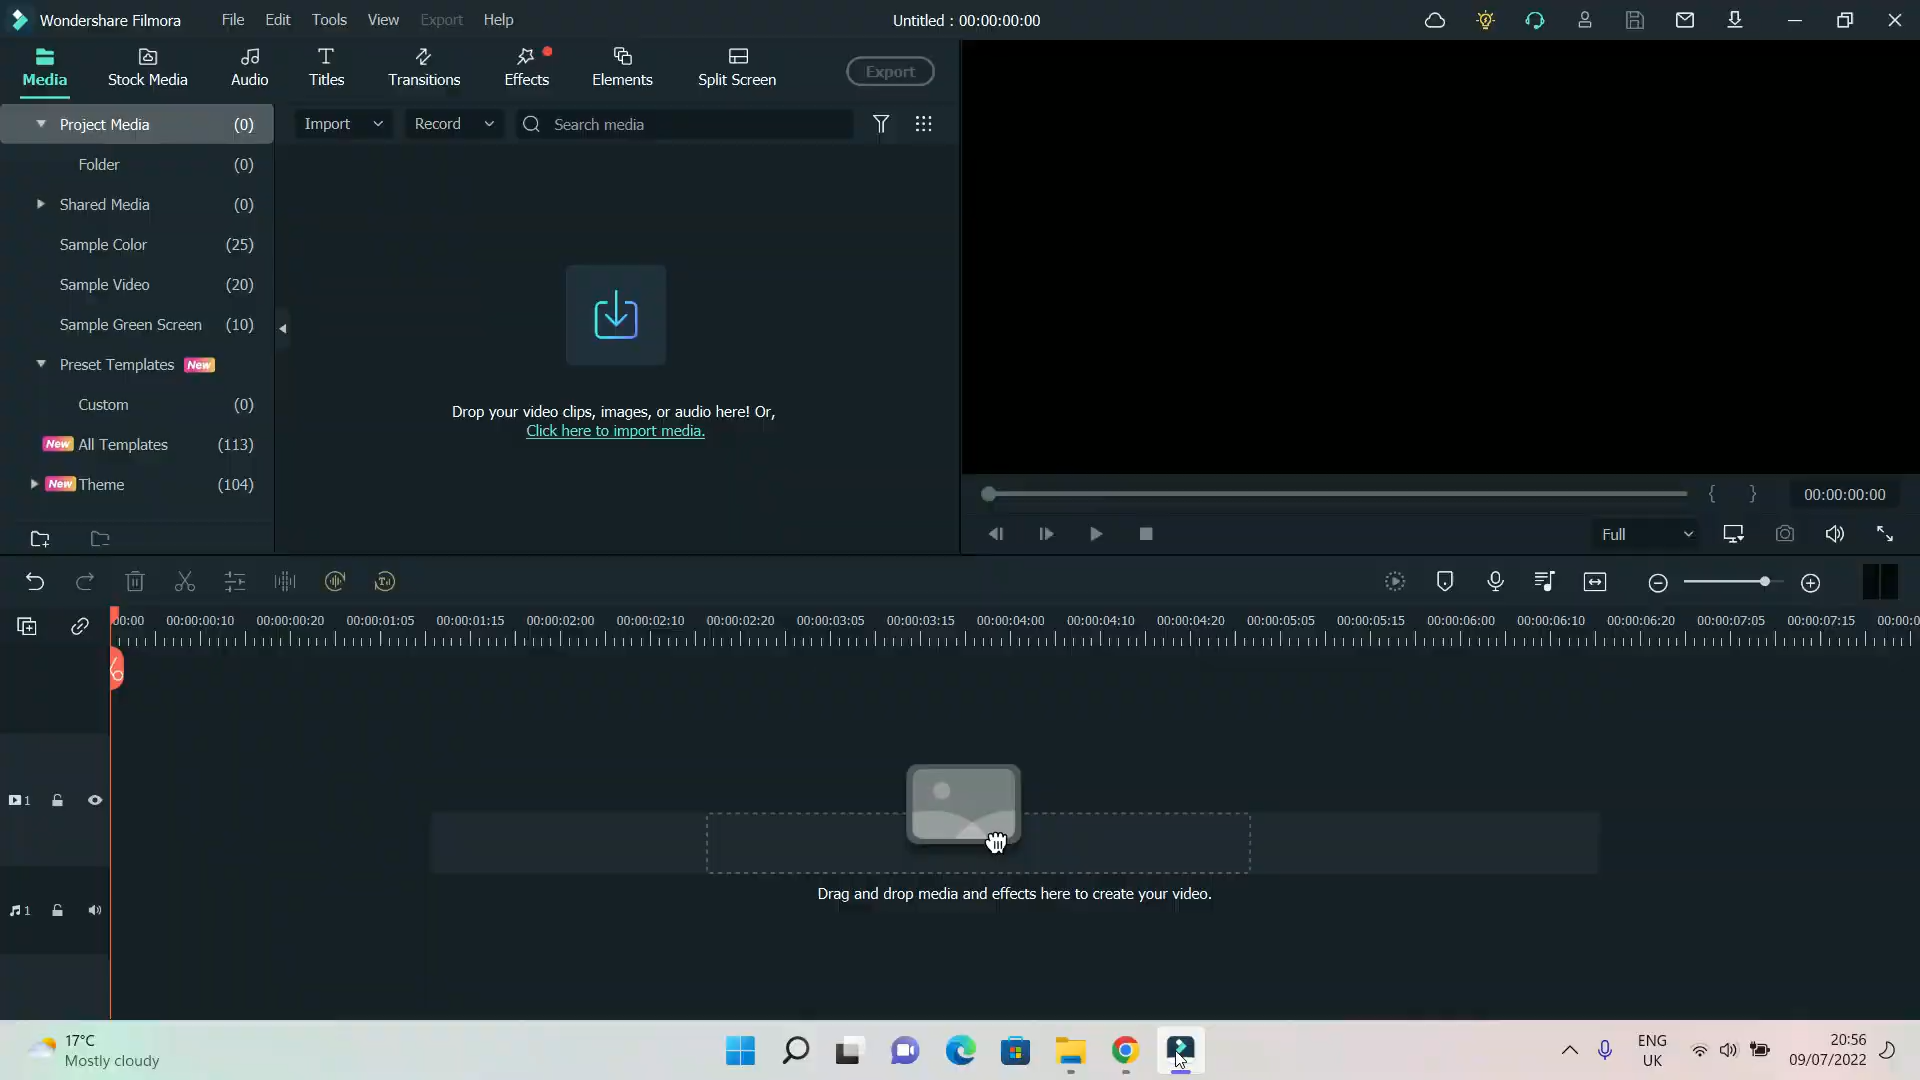 Wondershare Filmora File Edit Tools View Export Help Untitled : 00:00:00:00
Media Stock Media Audio Titles Transitions Effects Elements Split Screen Export
Project Media (0) Import Record Search media
Folder (0)
Shared Media (0)
Sample Color (25)
Sample Video (20)
Sample Green Screen (10)
Preset Templates New
Custom (0)
New All Templates (113)
New Theme (104)
Drop your video clips, images, or audio here! Or,
Click here to import media.
00:00:00:00
Full
00:00 00:00:00:10 00:00:00:20 00:00:01:05 00:00:01:15 00:00:02:00 00:00:02:10 00:00:02:20 00:00:03:05 00:00:03:15 00:00:04:00 00:00:04:10 00:00:04:20 00:00:05:05 00:00:05:15 00:00:06:00 00:00:06:10 00:00:06:20 00:00:07:05 00:00:07:15 00:00:0
1
Drag and drop media and effects here to create your video.
1
17°C
Mostly cloudy
ENG
UK
20:56
09/07/2022